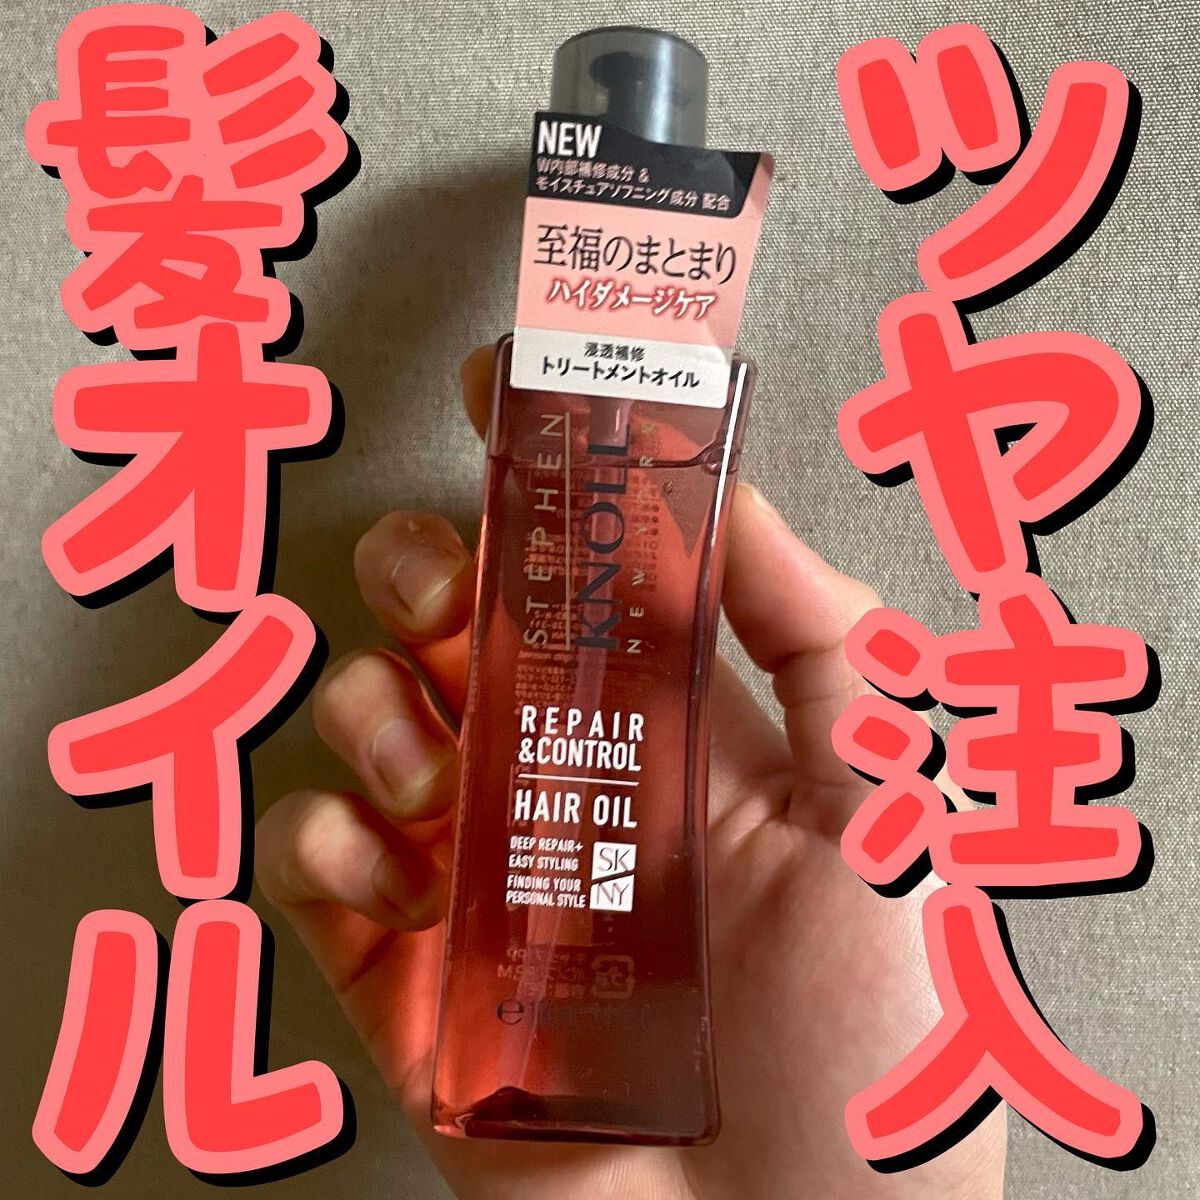 ツヤ注入
髪オイル
NEW
W内部補修成分 &
モイスチュアソフニング成分 配合
至福のまとまり
ハイダメージケア
浸透補修
トリートメントオイル
STEPHEN
KNOLL
NEW YORK
REPAIR
&CONTROL
HAIR OIL
DEEP REPAIR+
EASY STYLING
FINDING YOUR
PERSONAL STYLE
SK
NY
e